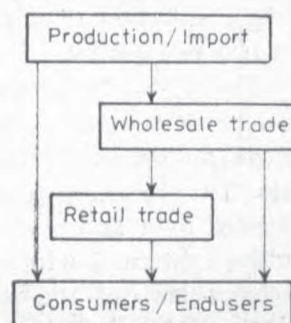 Production / Import
Wholesale trade
Retail trade
Consumers / Endusers